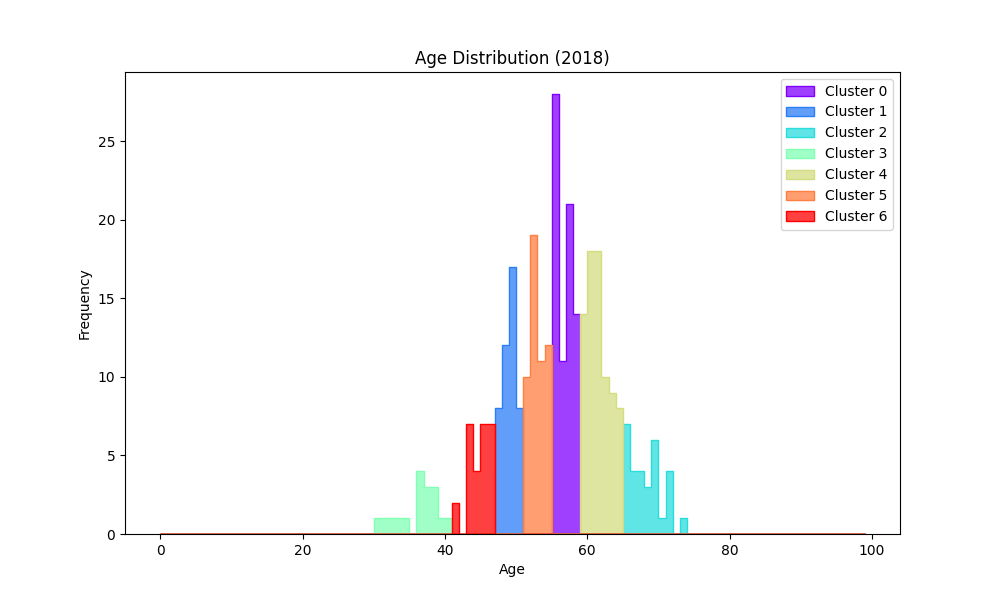 Age Distribution (2018)
Cluster 0
Cluster 1
Cluster 2
Cluster 3
Cluster 4
Cluster 5
Cluster 6
Frequency
25
20
15
10
5
0
0 20 40 60 80 100
Age